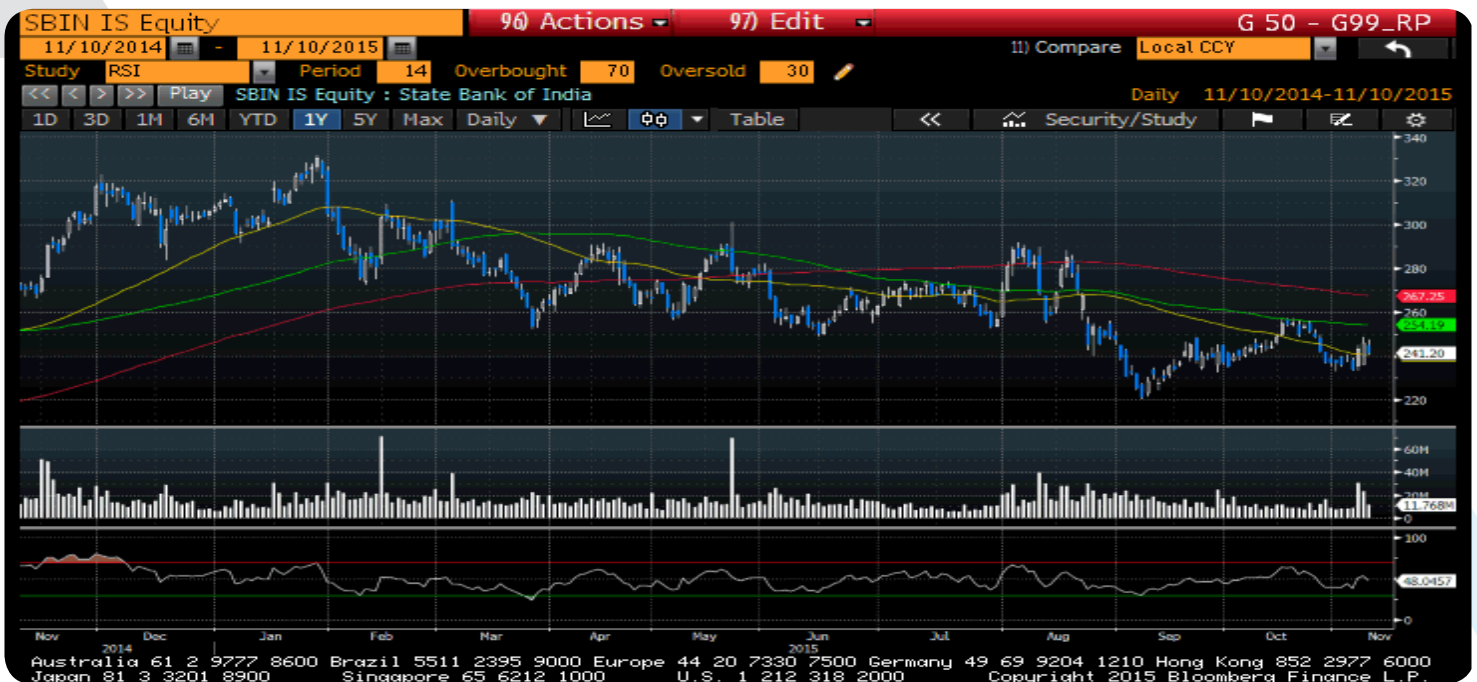 SBIN IS Equity 96) Actions 97) Edit G 50 - G99_RP
11/10/2014 - 11/10/2015 11) Compare Local CCY
Study RSI Period 14 Overbought 70 Oversold 30
<< < > >> Play SBIN IS Equity : State Bank of India Daily 11/10/2014-11/10/2015
1D 3D 1M 6M YTD 1Y 5Y Max Daily ▼ Table << Security/Study
340
320
300
280
267.25
260
254.19
241.20
220
60M
40M
20M
11.768M
0
100
48.0457
0
Nov Dec Jan Feb Mar Apr May Jun Jul Aug Sep Oct Nov
2014 2015
Australia 61 2 9777 8600 Brazil 5511 2395 9000 Europe 44 20 7330 7500 Germany 49 69 9204 1210 Hong Kong 852 2977 6000
Japan 81 3 3201 8900 Singapore 65 6212 1000 U.S. 1 212 318 2000 Copyright 2015 Bloomberg Finance L.P.